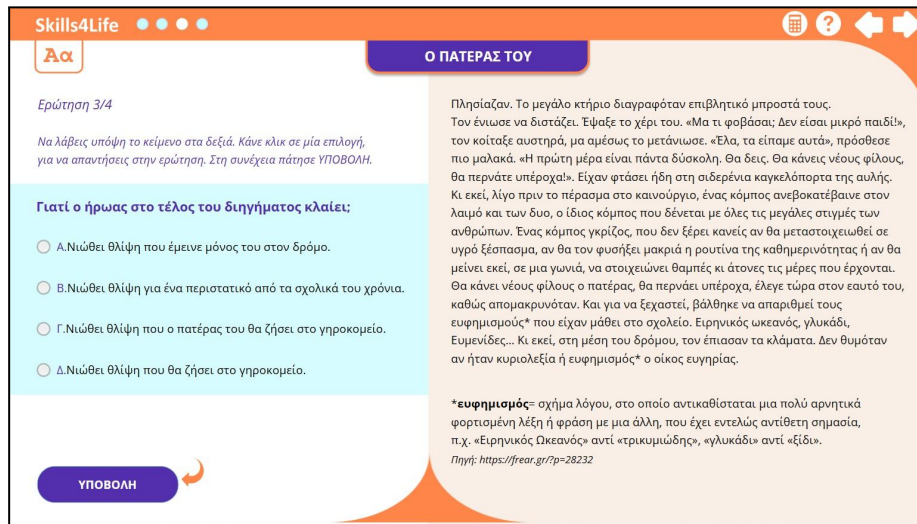 Skills4Life
Αα
Ο ΠΑΤΕΡΑΣ ΤΟΥ
Ερώτηση 3/4
Να λάβεις υπόψη το κείμενο στα δεξιά. Κάνε κλικ σε μία επιλογή,
για να απαντήσεις στην ερώτηση. Στη συνέχεια πάτησε ΥΠΟΒΟΛΗ.
Γιατί ο ήρωας στο τέλος του διηγήματος κλαίει;
Α.Νιώθει θλίψη που έμεινε μόνος του στον δρόμο.
Β.Νιώθει θλίψη για ένα περιστατικό από τα σχολικά του χρόνια.
Γ.Νιώθει θλίψη που ο πατέρας του θα ζήσει στο γηροκομείο.
Δ.Νιώθει θλίψη που θα ζήσει στο γηροκομείο.
ΥΠΟΒΟΛΗ
Πλησίαζαν. Το μεγάλο κτήριο διαγραφόταν επιβλητικό μπροστά τους.
Τον ένιωσε να διστάζει. Έψαξε το χέρι του. «Μα τι φοβάσαι; Δεν είσαι μικρό παιδί!»,
τον κοίταξε αυστηρά, μα αμέσως το μετάνιωσε. «Έλα, τα είπαμε αυτά», πρόσθεσε
πιο μαλακά. «Η πρώτη μέρα είναι πάντα δύσκολη. Θα δεις. Θα κάνεις νέους φίλους,
θα περνάτε υπέροχα!». Είχαν φτάσει ήδη στη σιδερένια καγκελόπορτα της αυλής.
Κι εκεί, λίγο πριν το πέρασμα στο καινούργιο, ένας κόμπος ανεβοκατέβαινε στον
λαιμό και των δυο, ο ίδιος κόμπος που δένεται με όλες τις μεγάλες στιγμές των
ανθρώπων. Ένας κόμπος γκρίζος, που δεν ξέρει κανείς αν θα μεταστοιχειωθεί σε
υγρό ξέσπασμα, αν θα τον φυσήξει μακριά η ρουτίνα της καθημερινότητας ή αν θα
μείνει εκεί, σε μια γωνιά, να στοιχειώνει θαμπές κι άτονες τις μέρες που έρχονται.
Θα κάνει νέους φίλους ο πατέρας, θα περνάει υπέροχα, έλεγε τώρα στον εαυτό του,
καθώς απομακρυνόταν. Και για να ξεχαστεί, βάλθηκε να απαριθμεί τους
ευφημισμούς* που είχαν μάθει στο σχολείο. Ειρηνικός ωκεανός, γλυκάδι,
Ευμενίδες... Κι εκεί, στη μέση του δρόμου, τον έπιασαν τα κλάματα. Δεν θυμόταν
αν ήταν κυριολεξία ή ευφημισμός* ο οίκος ευγηρίας.
*ευφημισμός= σχήμα λόγου, στο οποίο αντικαθίσταται μια πολύ αρνητικά
φορτισμένη λέξη ή φράση με μια άλλη, που έχει εντελώς αντίθετη σημασία,
π.χ. «Ειρηνικός Ωκεανός» αντί «τρικυμιώδης», «γλυκάδι» αντί «ξίδι».
Πηγή: https://frear.gr/?p=28232